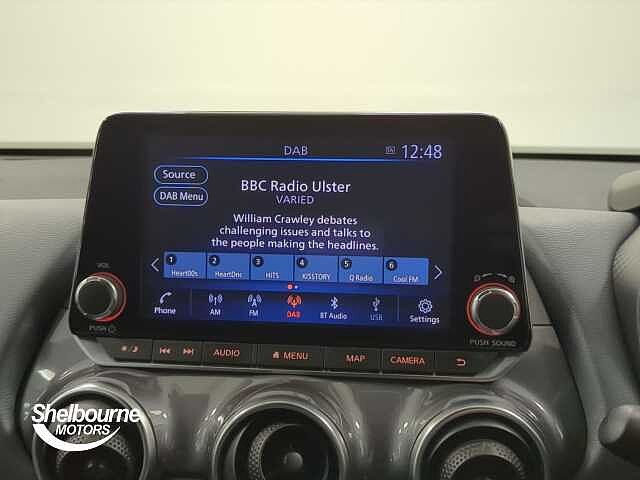 DAB
12:48
Source
DAB Menu
BBC Radio Ulster
VARIED
William Crawley debates
challenging issues and talks to
the people making the headlines.
1 2 3 4 5 6
Heart00s HeartDnc HITS KISSTORY Q Radio Cool FM
Phone AM FM DAB BT Audio USB Settings
VOL
PUSH
PUSH SOUND
AUDIO MENU MAP CAMERA
Shelbourne
MOTORS